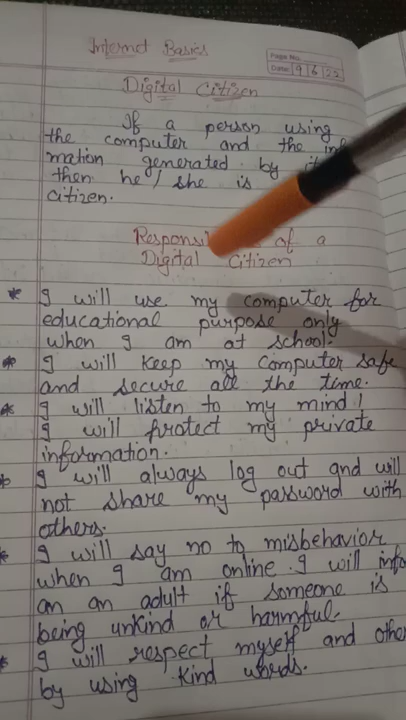 Internet Basics
Page No.
Date: 9 6 22
Digital Citizen
If a person using
the computer and the
mation generated by
then he / she is
citizen.
of a
Digital Citizen
* I will use my computer for
educational purpose only
when I am at school.
* I will keep my computer safe
and secure all the time.
* I will listen to my mind!
I will protect my private
information.
* I will always log out and will
not share my password with
others.
* I will say no to misbehavior
when I am online. I will
an an adult if someone is
being unkind or harmful.
* I will respect myself and
by using kind words.